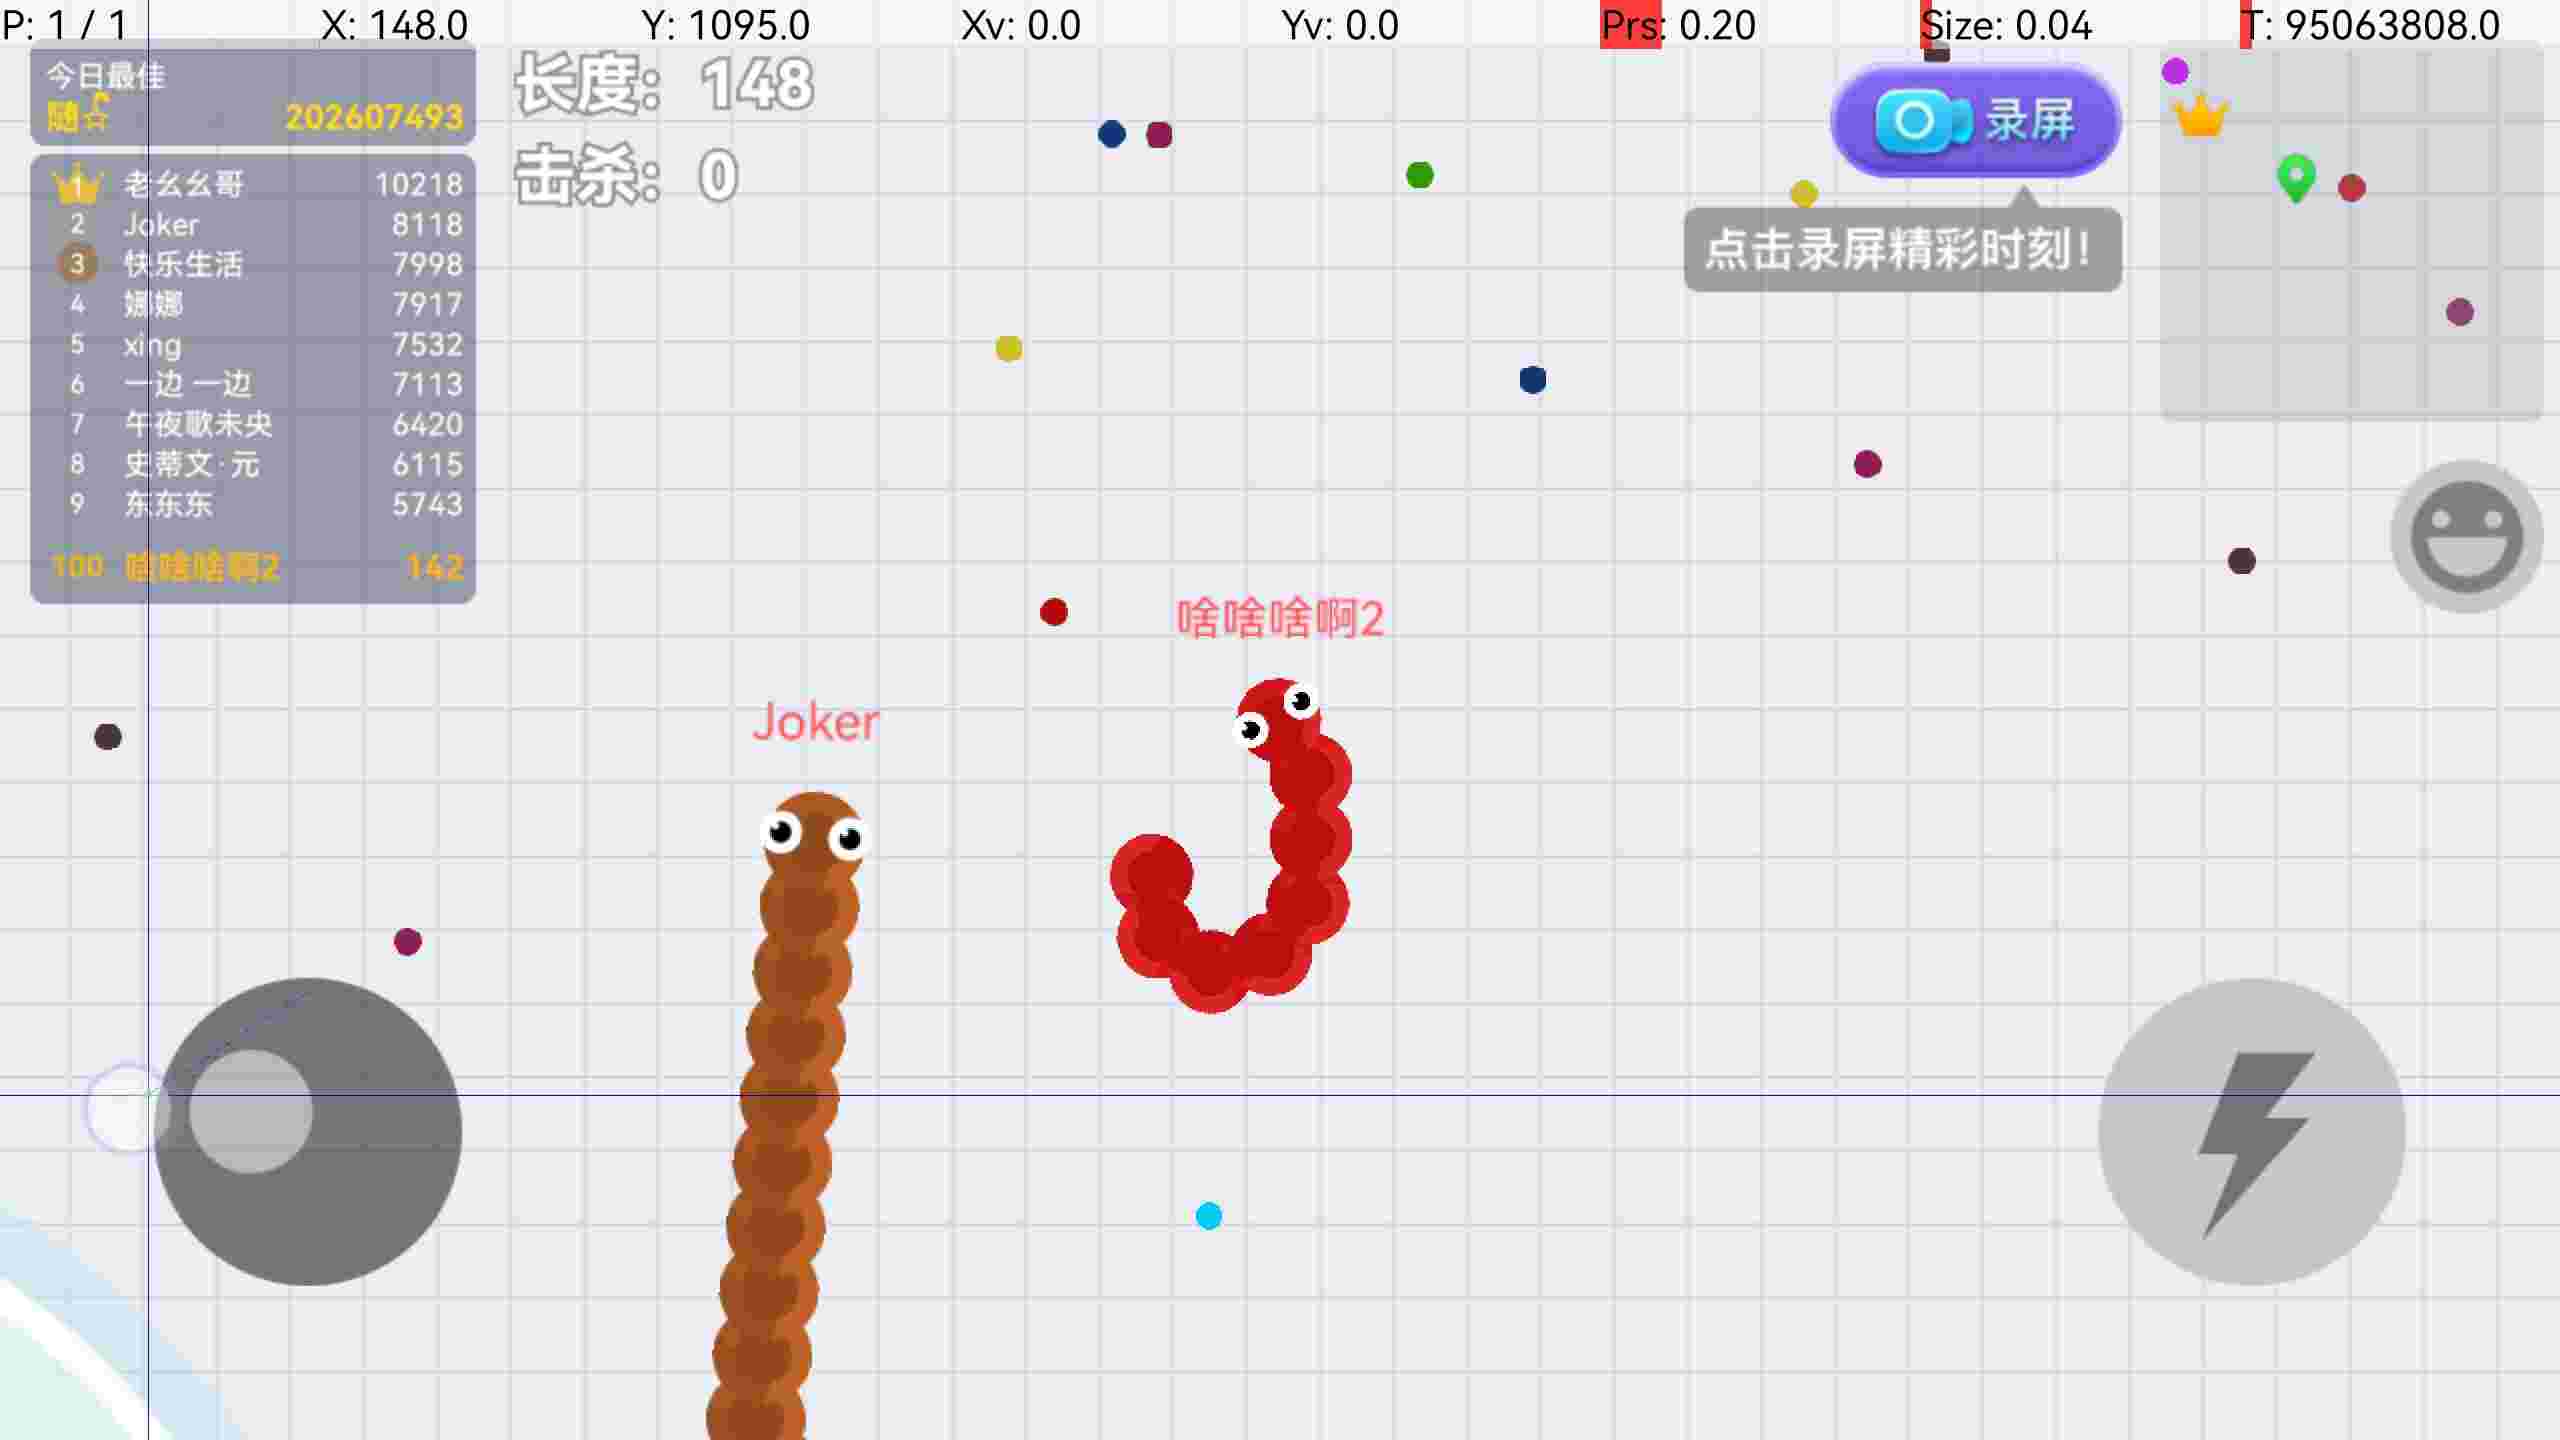 P: 1 / 1 X: 148.0 Y: 1095.0 Xv: 0.0 Yv: 0.0 Prs: 0.20 Size: 0.04 T: 95063808.0
今日最佳
随 202607493
1 老幺幺哥 10218
2 Joker 8118
3 快乐生活 7998
4 娜娜 7917
5 xing 7532
6 一边 一边 7113
7 午夜歌未央 6420
8 史蒂文·元 6115
9 东东东 5743
100 啥啥啥啊2 142
长度: 148
击杀: 0
录屏
点击录屏精彩时刻!
啥啥啥啊2
Joker